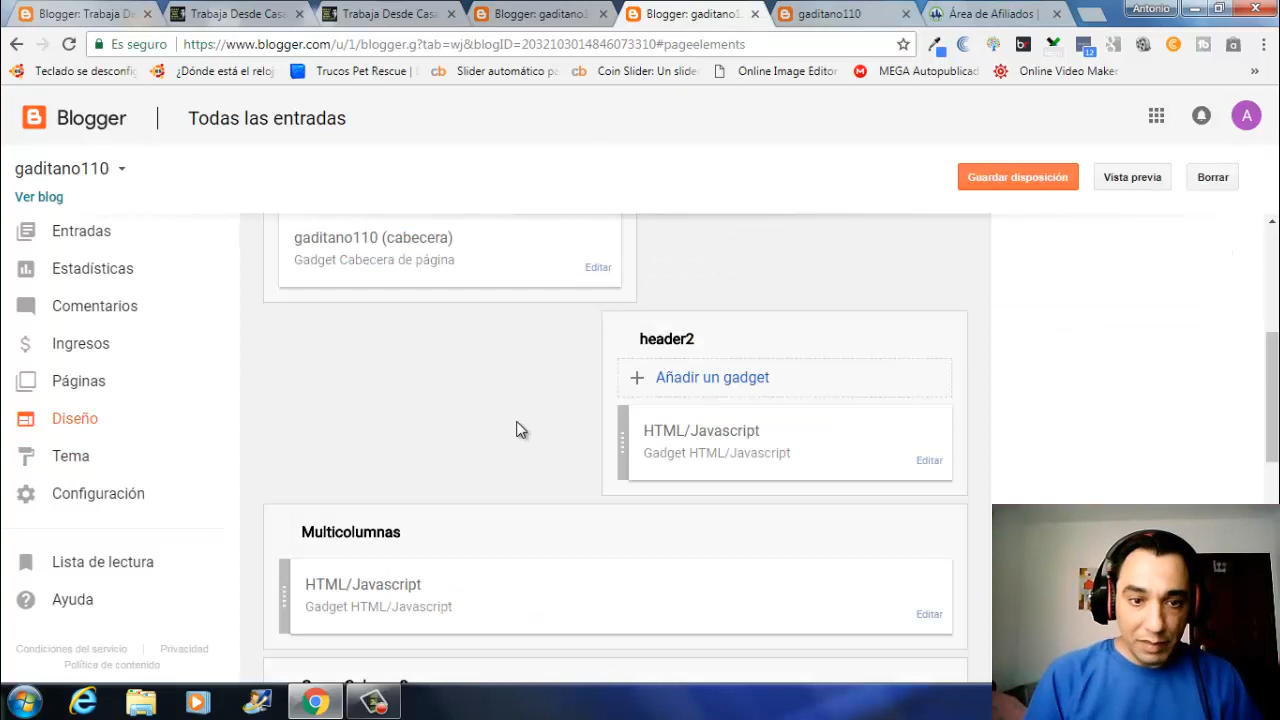 Blogger: Trabaja De
Trabaja Desde Casa
Trabaja Desde Casa
Blogger: gaditano1
Blogger: gaditano1
gaditano110
Área de Afiliados |
Antonio
Es seguro
https://www.blogger.com/u/1/blogger.g?tab=wj&blogID=2032103014846073310#pageelements
12
Teclado se desconfig
¿Dónde está el reloj
Trucos Pet Rescue |
Slider automático pa
Coin Slider: Un slide
Online Image Editor
MEGA Autopublicad
Online Video Maker
»
Blogger
Todas las entradas
A
gaditano110
Guardar disposición
Vista previa
Borrar
Ver blog
Entradas
Estadísticas
Comentarios
Ingresos
Páginas
Diseño
Tema
Configuración
Lista de lectura
Ayuda
Condiciones del servicio
Privacidad
Política de contenido
gaditano110 (cabecera)
Gadget Cabecera de página
Editar
header2
Añadir un gadget
HTML/Javascript
Gadget HTML/Javascript
Editar
Multicolumnas
HTML/Javascript
Gadget HTML/Javascript
Editar